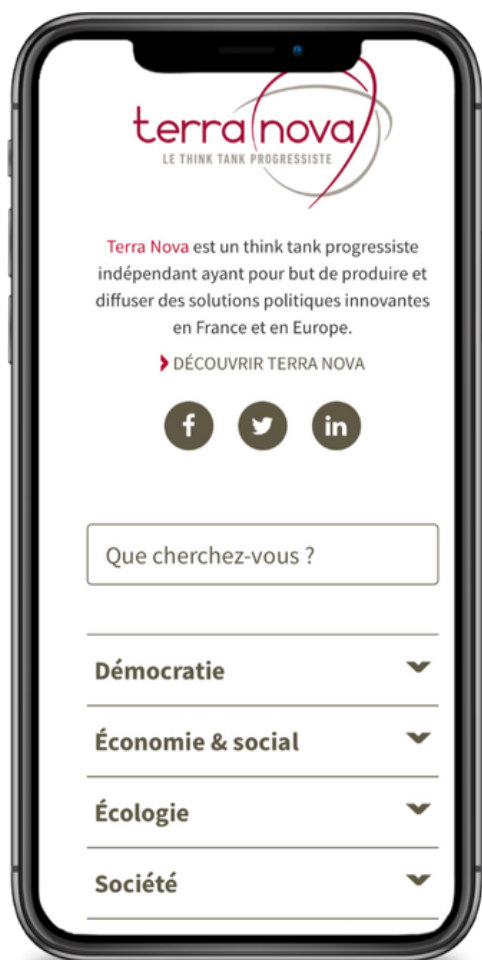 terra nova
LE THINK TANK PROGRESSISTE
Terra Nova est un think tank progressiste
indépendant ayant pour but de produire et
diffuser des solutions politiques innovantes
en France et en Europe.
DÉCOUVRIR TERRA NOVA
f in
Que cherchez-vous ?
Démocratie
Économie & social
Écologie
Société